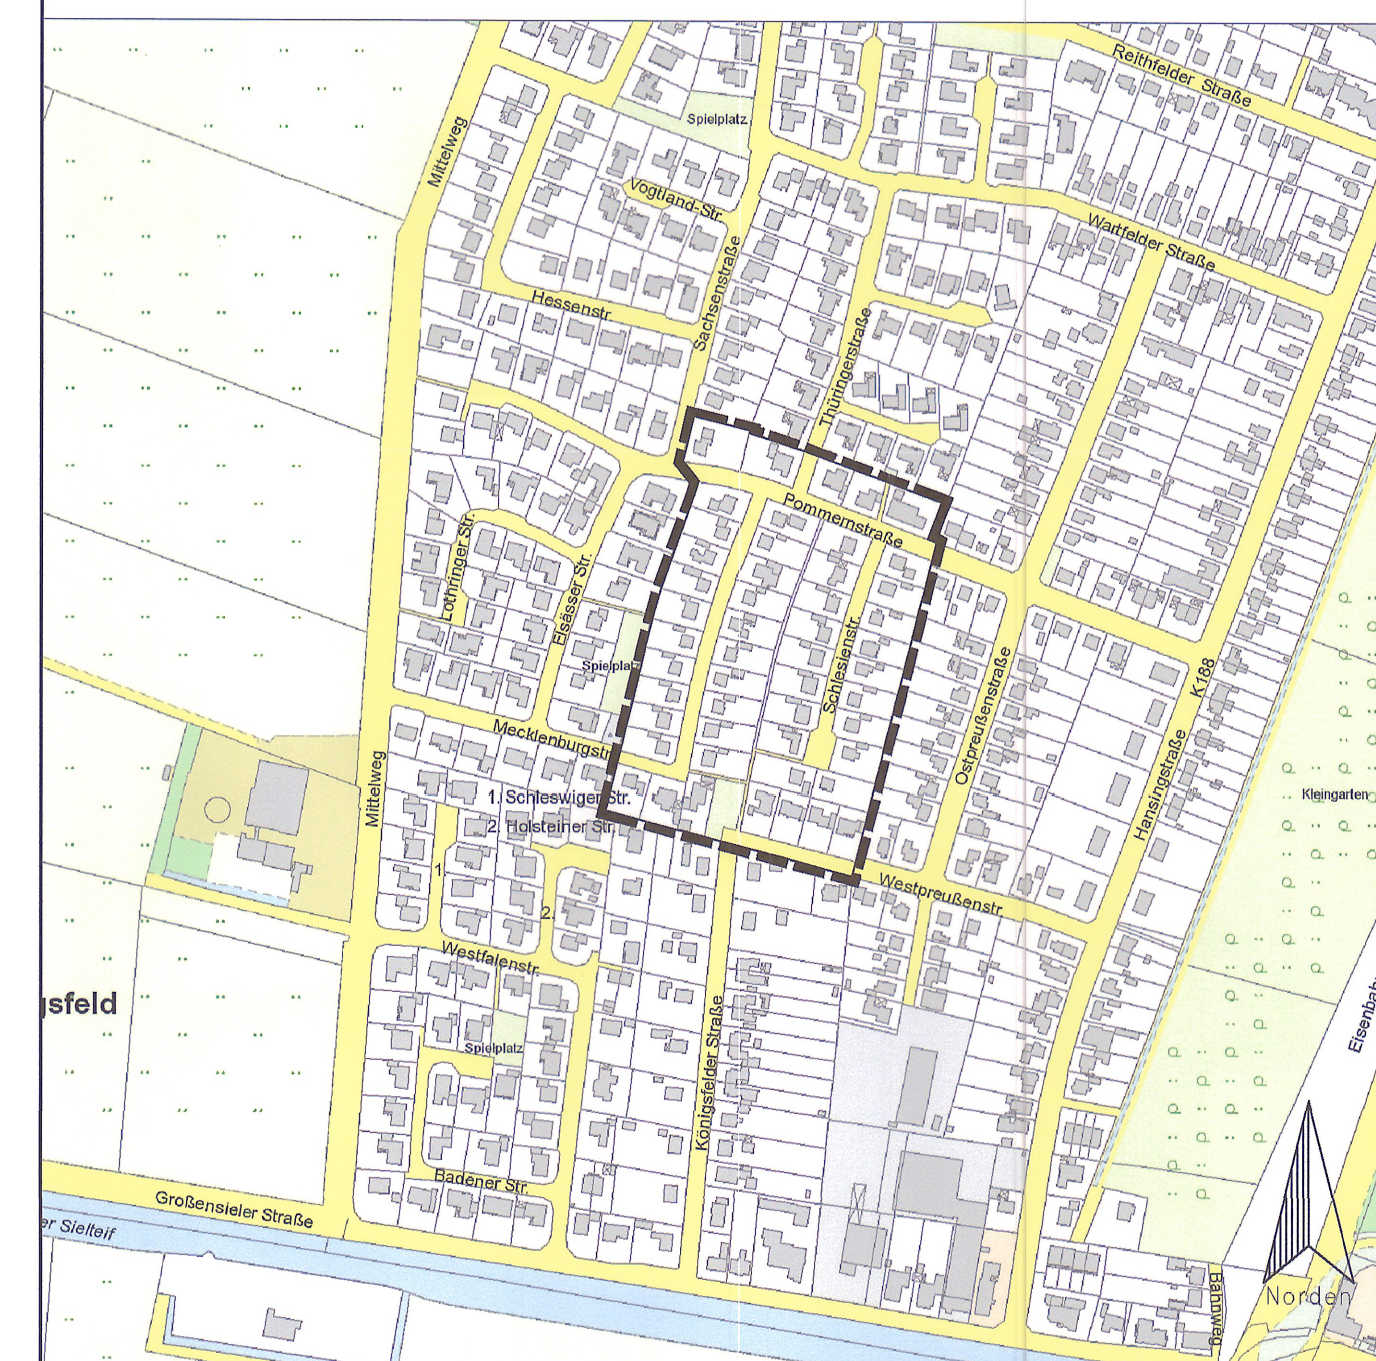 Reithfelder Straße
Spielplatz
Mittelweg
Vogtland-Str.
Wartfelder Straße
Sachsenstraße
Hessenstr.
Thüringerstraße
Pommernstraße
Lothringer Str.
Elsässer Str.
Spielplatz
Schlesienstr.
Ostpreußenstraße
K188
Mecklenburgstr.
Hansingstraße
Mittelweg
1. Schleswiger Str.
2. Holsteiner Str.
Kleingarten
1.
2.
Westpreußenstr.
Westfalenstr.
gsfeld
Eisenbah
Spielplatz
Königsfelder Straße
Badener Str.
Großensieler Straße
er Sieltief
Norden
Bahnweg